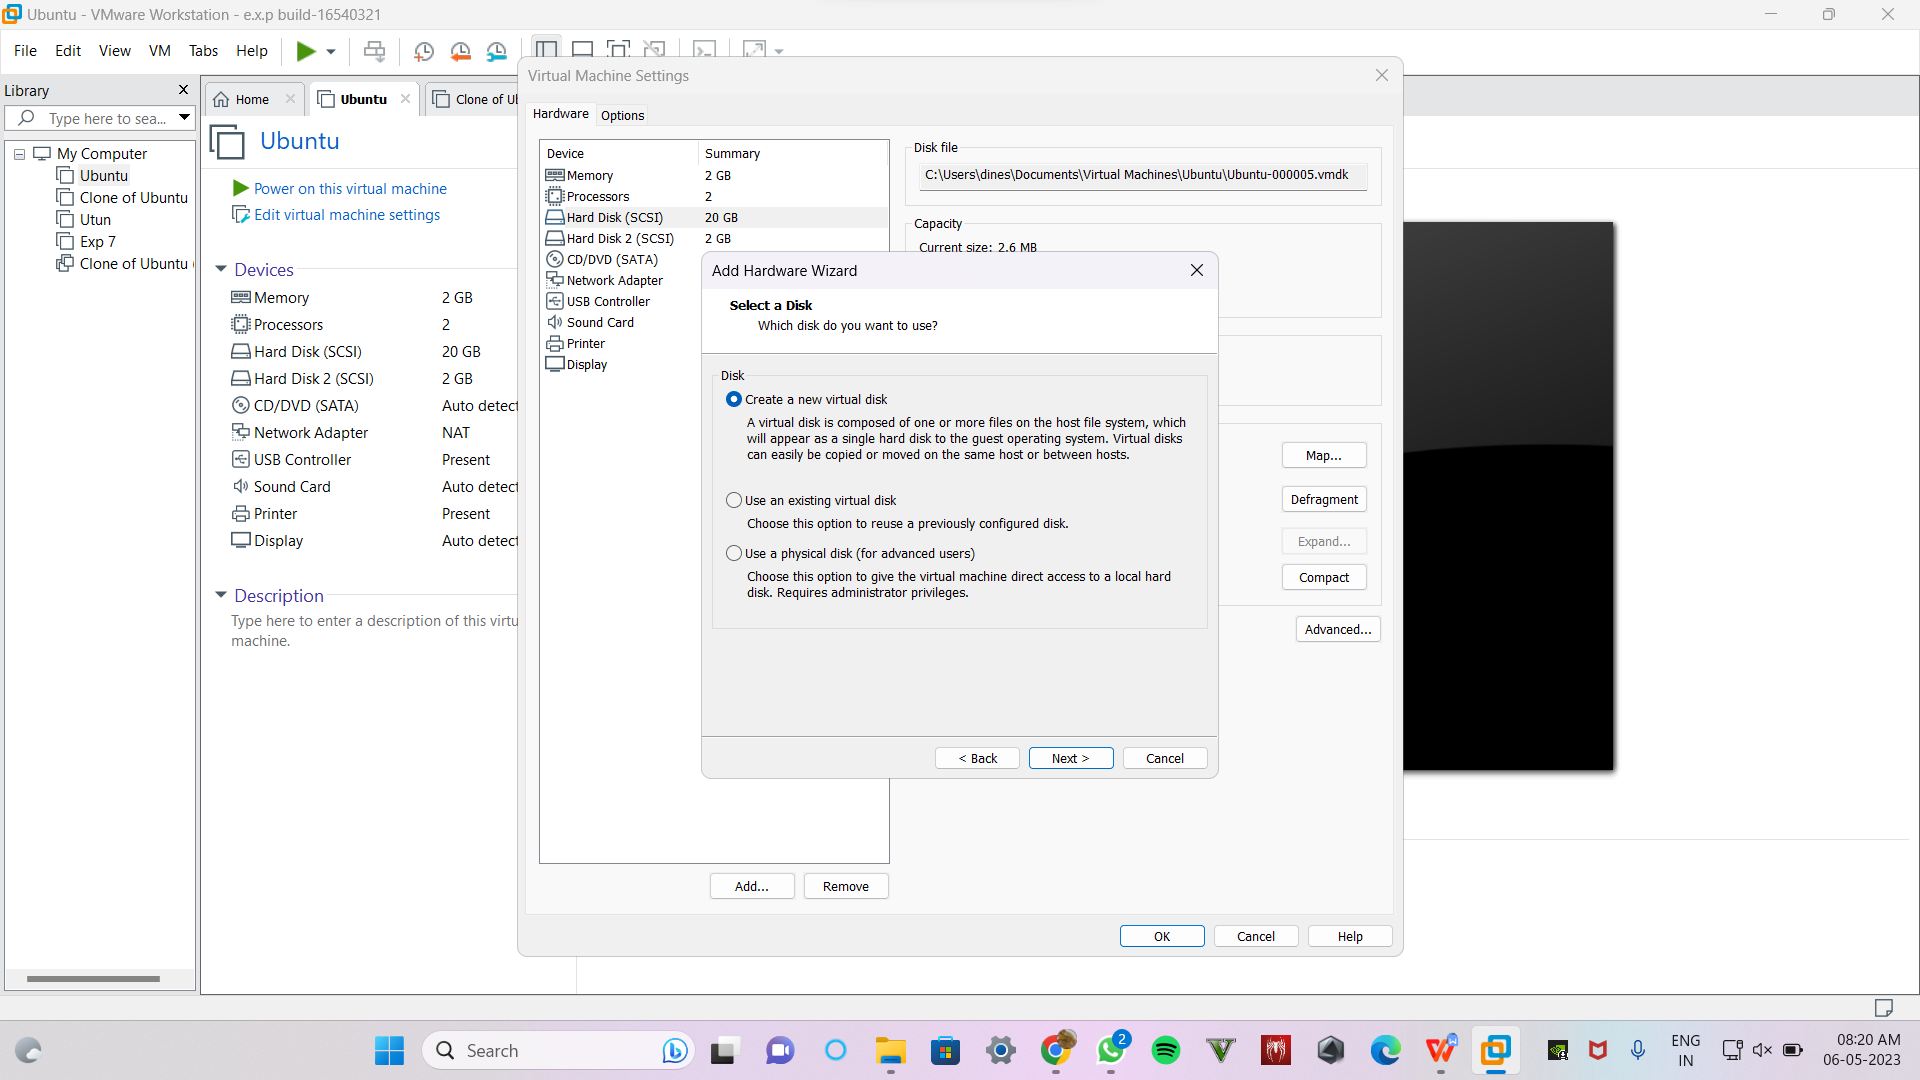 Ubuntu - VMware Workstation - e.x.p build-16540321
File Edit View VM Tabs Help
Library
Type here to sea...
My Computer
Ubuntu
Clone of Ubuntu
Utun
Exp 7
Clone of Ubuntu
Home
Ubuntu
Clone of
Ubuntu
Power on this virtual machine
Edit virtual machine settings
Devices
Memory 2 GB
Processors 2
Hard Disk (SCSI) 20 GB
Hard Disk 2 (SCSI) 2 GB
CD/DVD (SATA) Auto detect
Network Adapter NAT
USB Controller Present
Sound Card Auto detect
Printer Present
Display Auto detect
Description
Type here to enter a description of this virtu
machine.
Virtual Machine Settings
Hardware Options
Device Summary
Memory 2 GB
Processors 2
Hard Disk (SCSI) 20 GB
Hard Disk 2 (SCSI) 2 GB
CD/DVD (SATA)
Network Adapter
USB Controller
Sound Card
Printer
Display
Add... Remove
Disk file
C:\Users\dines\Documents\Virtual Machines\Ubuntu\Ubuntu-000005.vmdk
Capacity
Current size: 2.6 MB
Map...
Defragment
Expand...
Compact
Advanced...
OK Cancel Help
Add Hardware Wizard
Select a Disk
Which disk do you want to use?
Disk
Create a new virtual disk
A virtual disk is composed of one or more files on the host file system, which
will appear as a single hard disk to the guest operating system. Virtual disks
can easily be copied or moved on the same host or between hosts.
Use an existing virtual disk
Choose this option to reuse a previously configured disk.
Use a physical disk (for advanced users)
Choose this option to give the virtual machine direct access to a local hard
disk. Requires administrator privileges.
< Back Next > Cancel
Search
2
ENG
IN
08:20 AM
06-05-2023